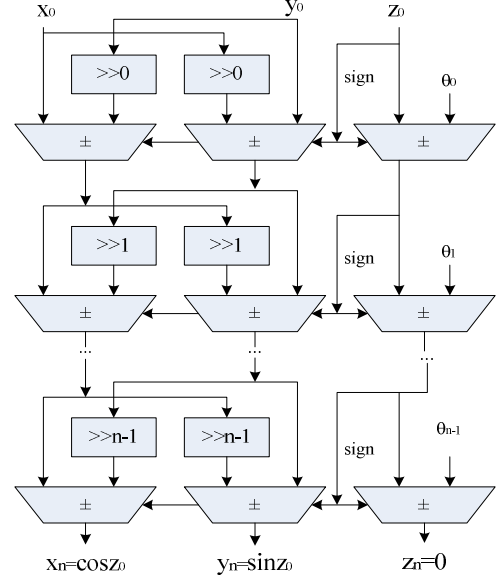 x₀ y₀ z₀
>>0 >>0 sign θ₀
± ± ±
>>1 >>1 sign θ₁
± ± ±
... ... ...
>>n-1 >>n-1 sign θₙ₋₁
± ± ±
xₙ=cosz₀ yₙ=sinz₀ zₙ=0